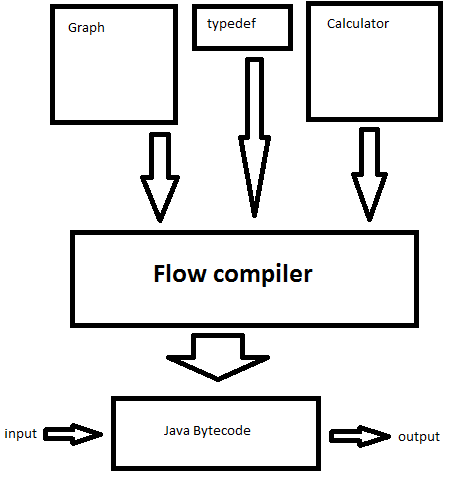 Graph
typedef
Calculator
Flow compiler
input
Java Bytecode
output